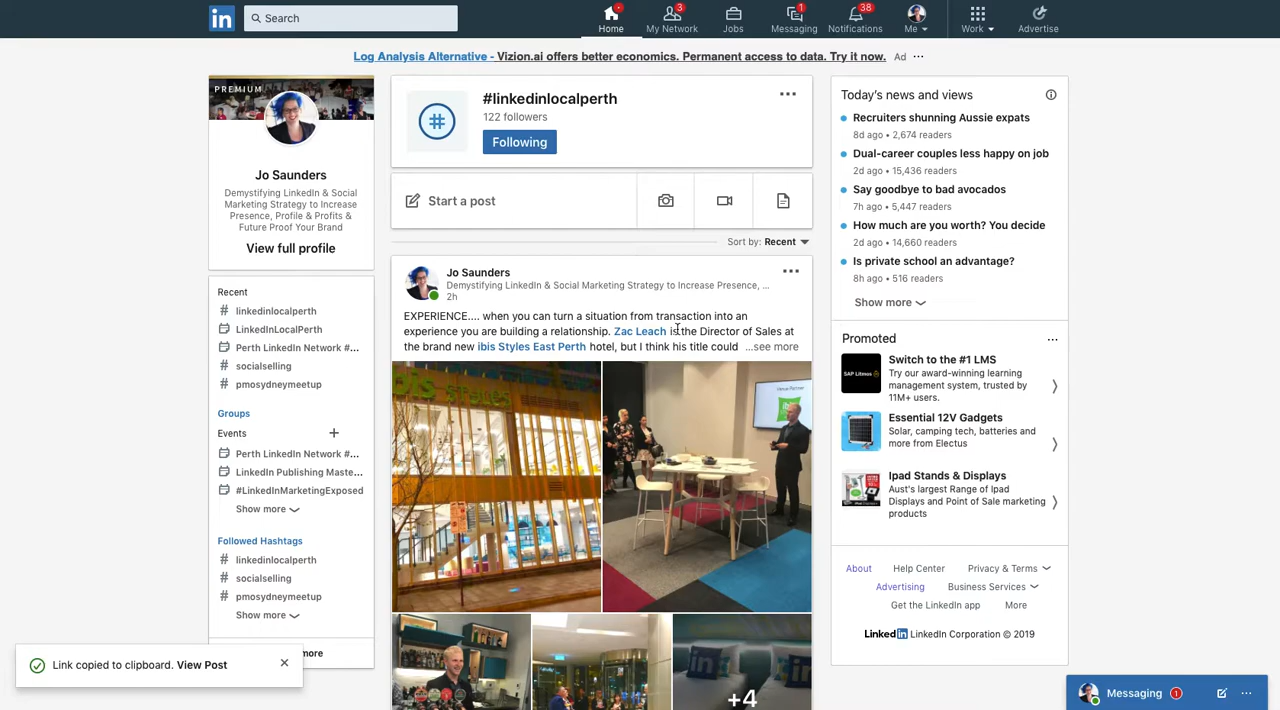 in
Search
Home
3
My Network
Jobs
1
Messaging
38
Notifications
Me
Work
Advertise
Log Analysis Alternative - Vizion.ai offers better economics. Permanent access to data. Try it now. Ad ...
PREMIUM
Jo Saunders
Demystifying LinkedIn & Social
Marketing Strategy to Increase
Presence, Profile & Profits &
Future Proof Your Brand
View full profile
Recent
# linkedinlocalperth
LinkedInLocalPerth
Perth LinkedIn Network #...
# socialselling
# pmosydneymeetup
Groups
Events +
Perth LinkedIn Network #...
LinkedIn Publishing Maste...
#LinkedInMarketingExposed
Show more
Followed Hashtags
# linkedinlocalperth
# socialselling
# pmosydneymeetup
Show more
more
Link copied to clipboard. View Post
#
#linkedinlocalperth
122 followers
Following
Start a post
Sort by: Recent
Jo Saunders
Demystifying LinkedIn & Social Marketing Strategy to Increase Presence, ...
2h
EXPERIENCE.... when you can turn a situation from transaction into an
experience you are building a relationship. Zac Leach is the Director of Sales at
the brand new ibis Styles East Perth hotel, but I think his title could ...see more
STYLES
Venue Partner
in
+4
Today's news and views
Recruiters shunning Aussie expats
8d ago • 2,674 readers
Dual-career couples less happy on job
2d ago • 15,436 readers
Say goodbye to bad avocados
7h ago • 5,447 readers
How much are you worth? You decide
2d ago • 14,660 readers
Is private school an advantage?
8h ago • 516 readers
Show more
Promoted
SAP Litmos
Switch to the #1 LMS
Try our award-winning learning
management system, trusted by
11M+ users.
Essential 12V Gadgets
Solar, camping tech, batteries and
more from Electus
Ipad Stands & Displays
Aust's largest Range of Ipad
Displays and Point of Sale marketing
products
About Help Center Privacy & Terms
Advertising Business Services
Get the LinkedIn app More
LinkedIn LinkedIn Corporation © 2019
Messaging 1